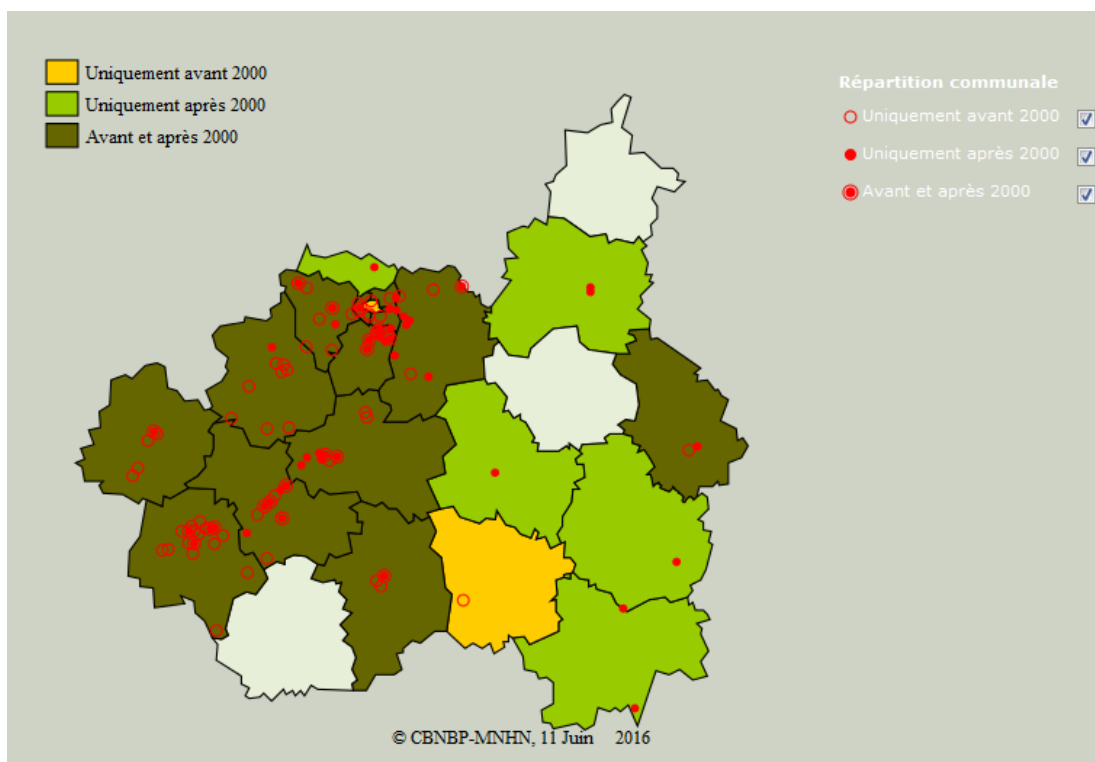 Uniquement avant 2000
Uniquement après 2000
Avant et après 2000
Répartition communale
Uniquement avant 2000
Uniquement après 2000
Avant et après 2000
© CBNBP-MNHN, 11 Juin 2016